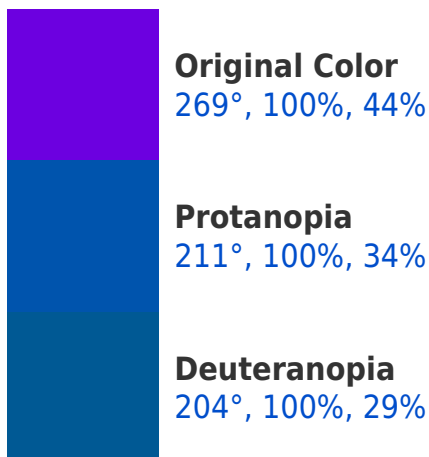 Original Color
269°, 100%, 44%
Protanopia
211°, 100%, 34%
Deuteranopia
204°, 100%, 29%